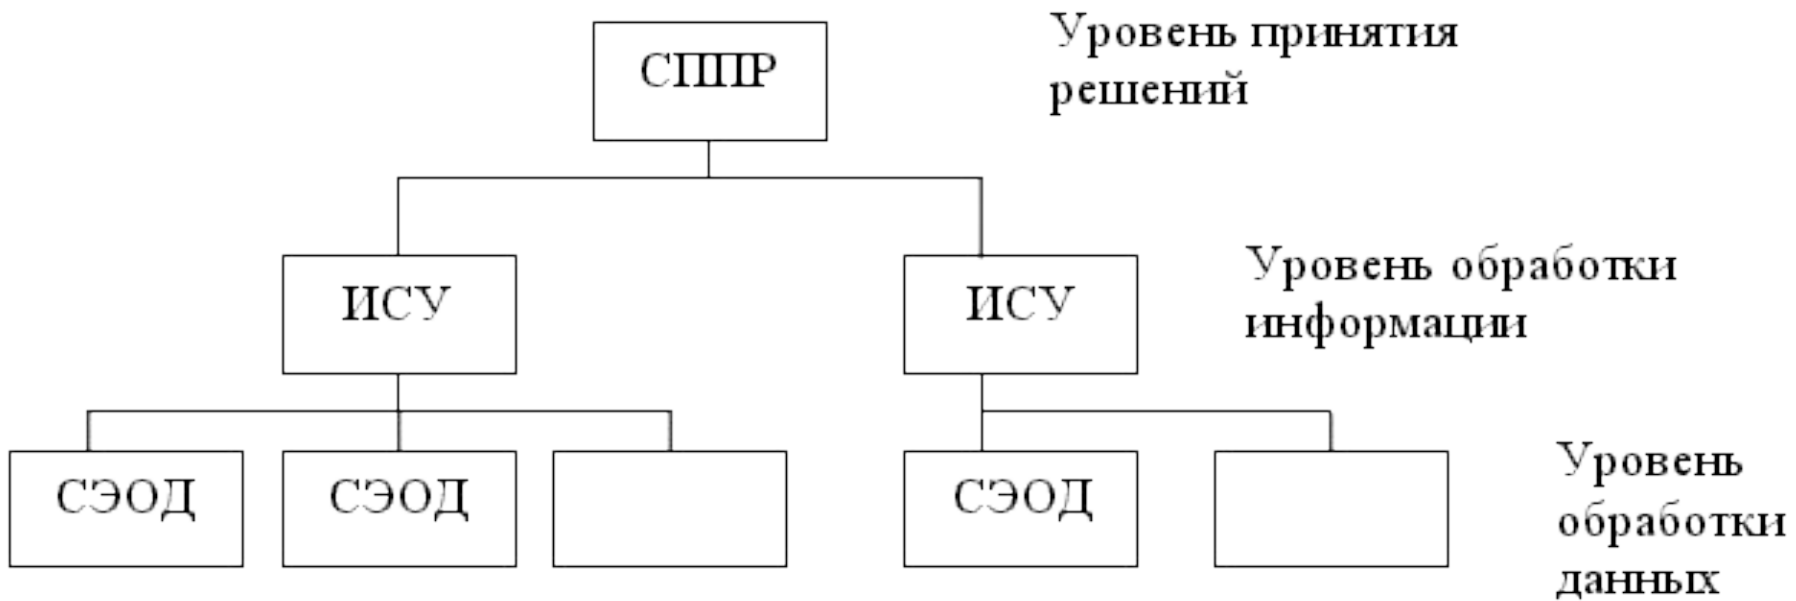 СППР
Уровень принятия
решений
ИСУ
ИСУ
Уровень обработки
информации
СЭОД
СЭОД
СЭОД
Уровень
обработки
данных